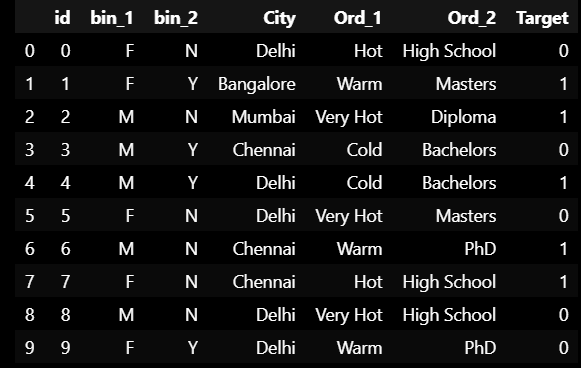 id bin_1 bin_2 City Ord_1 Ord_2 Target
0 0 F N Delhi Hot High School 0
1 1 F Y Bangalore Warm Masters 1
2 2 M N Mumbai Very Hot Diploma 1
3 3 M Y Chennai Cold Bachelors 0
4 4 M Y Delhi Cold Bachelors 1
5 5 F N Delhi Very Hot Masters 0
6 6 M N Chennai Warm PhD 1
7 7 F N Chennai Hot High School 1
8 8 M N Delhi Very Hot High School 0
9 9 F Y Delhi Warm PhD 0